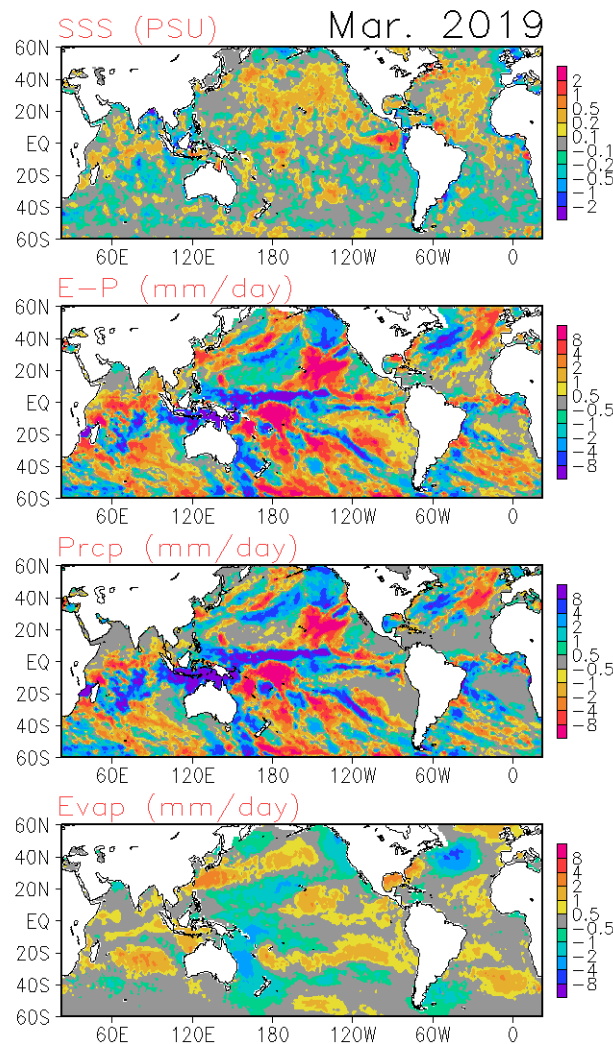 SSS (PSU) Mar. 2019
60N
40N
20N
EQ
20S
40S
60S
60E 120E 180 120W 60W 0
2
1
0.5
0.2
0.1
-0.1
-0.2
-0.5
-1
-2
E-P (mm/day)
60N
40N
20N
EQ
20S
40S
60S
60E 120E 180 120W 60W 0
8
4
2
1
0.5
-0.5
-1
-2
-4
-8
Prcp (mm/day)
60N
40N
20N
EQ
20S
40S
60S
60E 120E 180 120W 60W 0
8
4
2
1
0.5
-0.5
-1
-2
-4
-8
Evap (mm/day)
60N
40N
20N
EQ
20S
40S
60S
60E 120E 180 120W 60W 0
8
4
2
1
0.5
-0.5
-1
-2
-4
-8